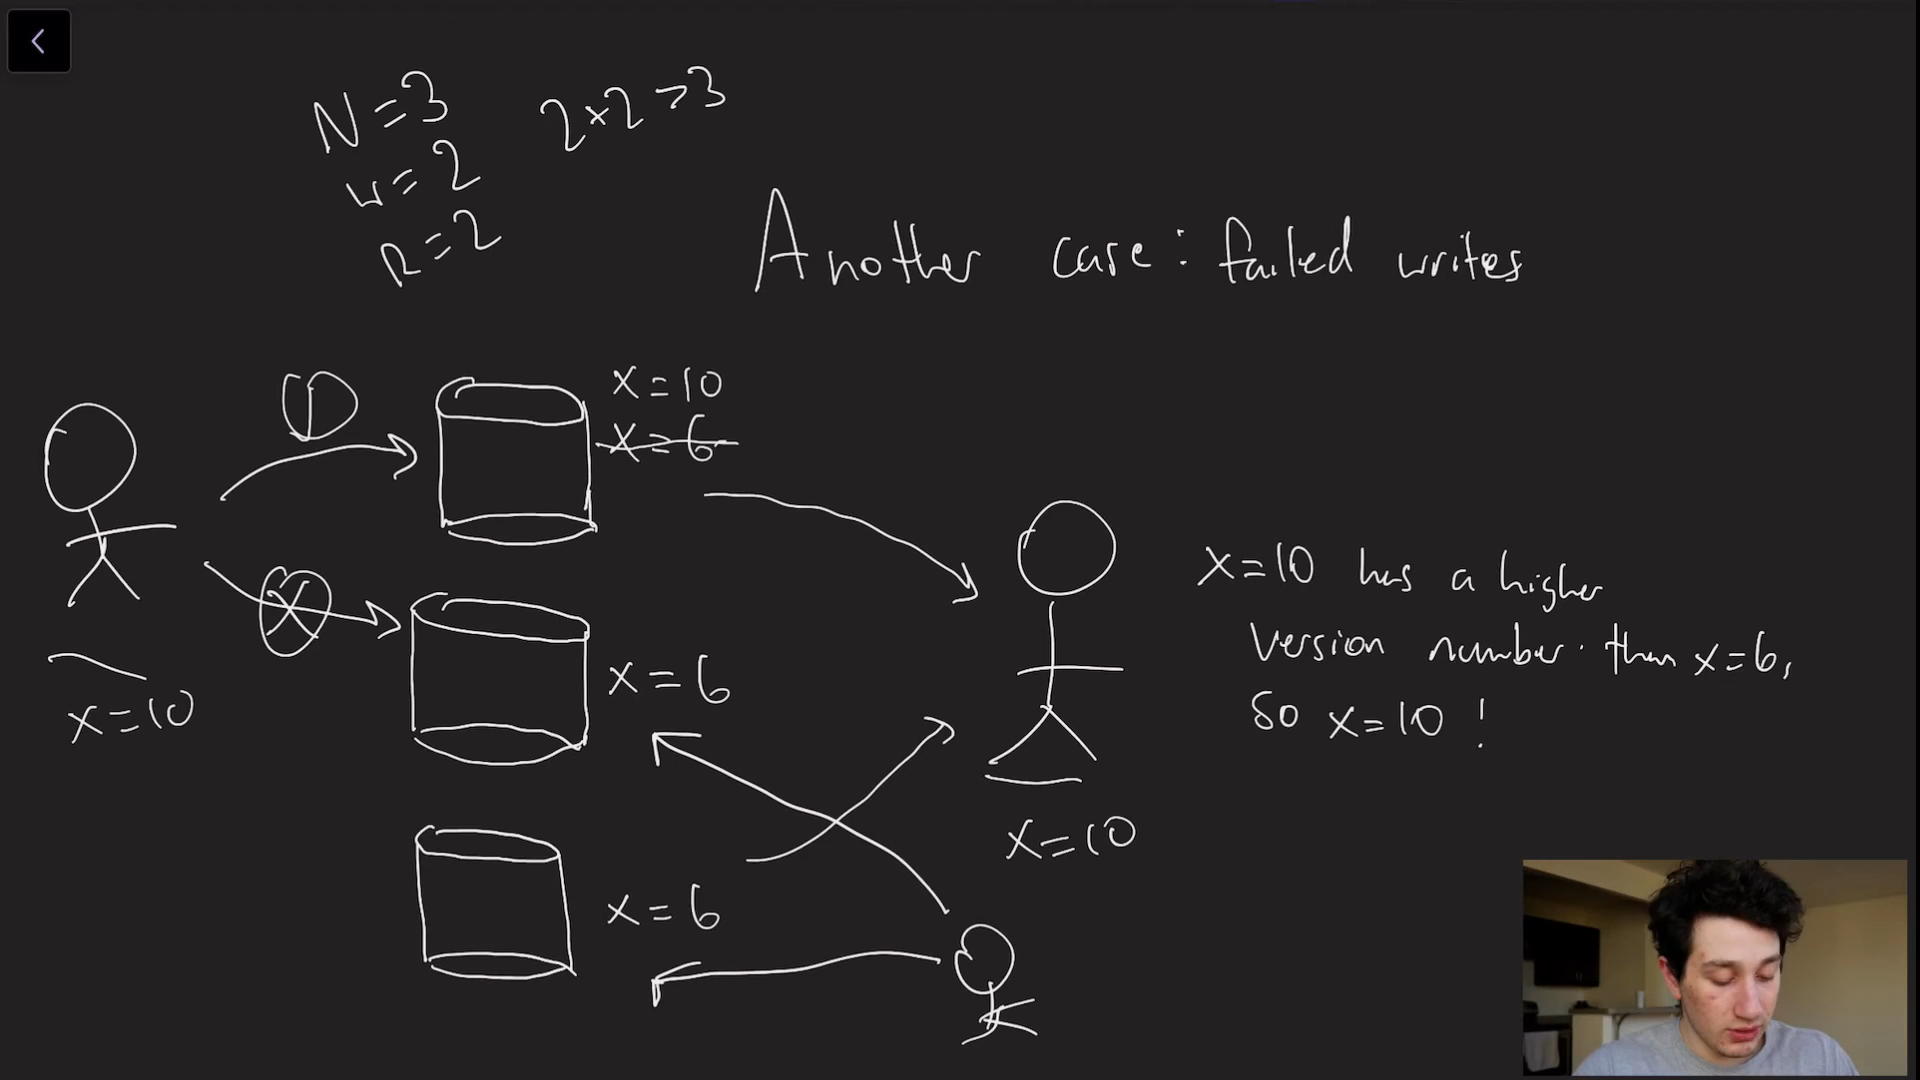 N=3
2×2>3
W=2
R=2
Another case: failed writes
1
x=10
x=6
X
x=6
x=10
x=10 has a higher
version number than x=6,
so x=10 !
x=10
x=6